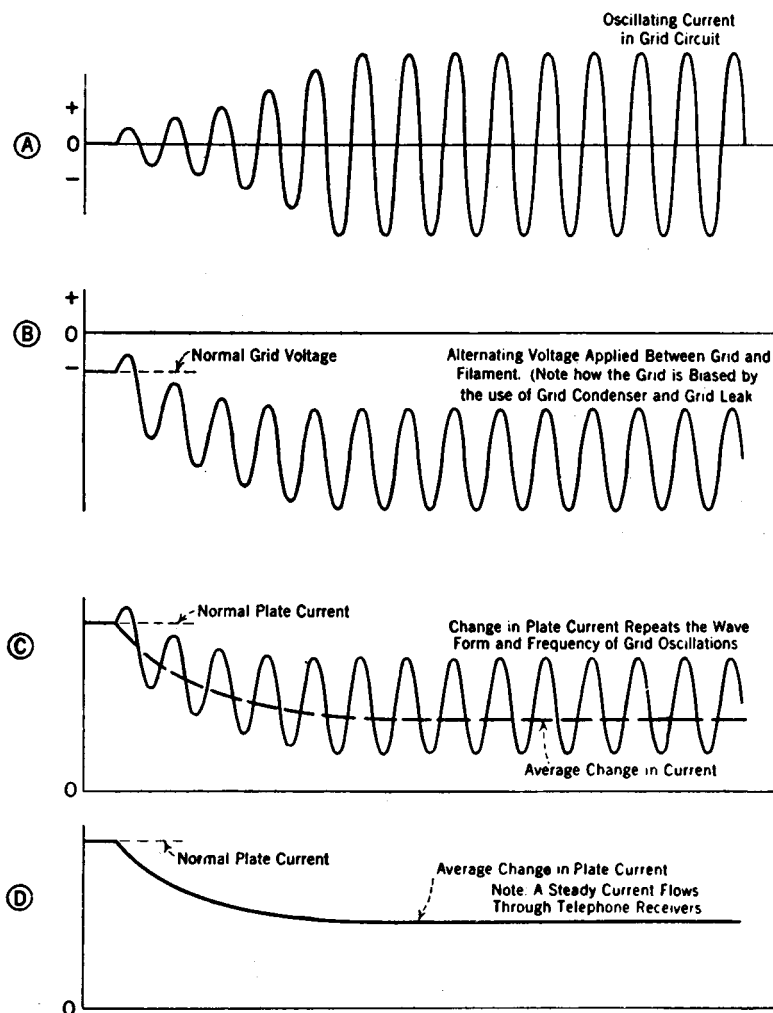 Oscillating Current
in Grid Circuit
+
A
0
−
+
B
0
−
Normal Grid Voltage
Alternating Voltage Applied Between Grid and
Filament. (Note how the Grid is Biased by
the use of Grid Condenser and Grid Leak
Normal Plate Current
C
Change in Plate Current Repeats the Wave
Form and Frequency of Grid Oscillations
Average Change in Current
0
Normal Plate Current
D
Average Change in Plate Current
Note: A Steady Current Flows
Through Telephone Receivers
0